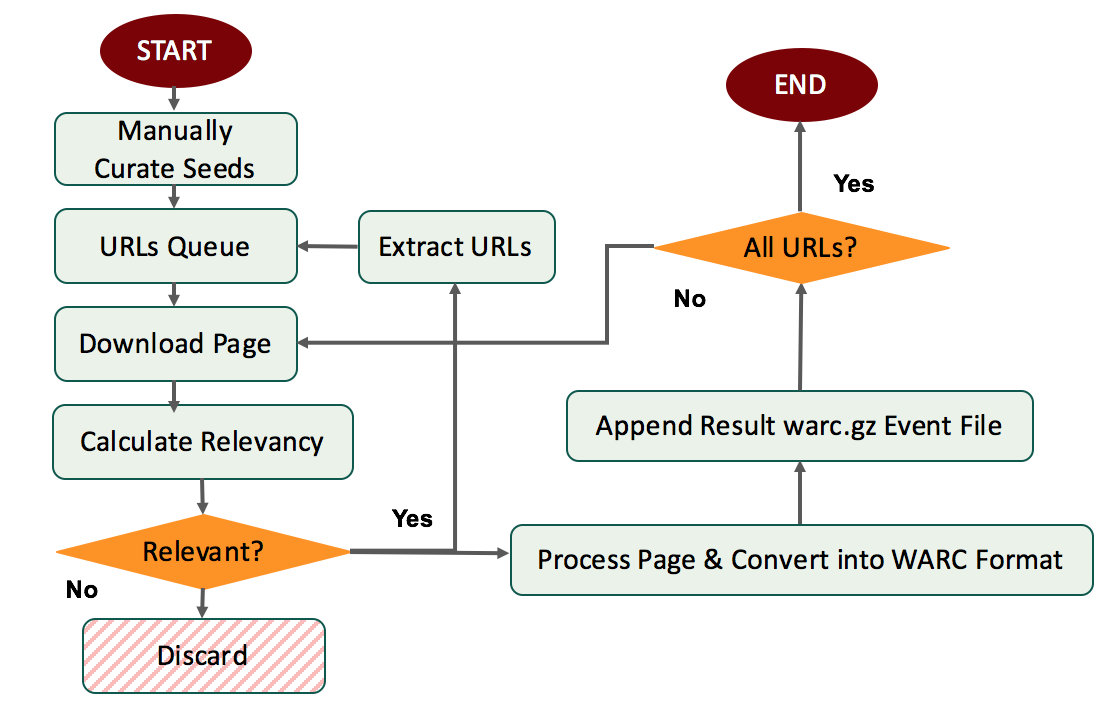 START
Manually
Curate Seeds
URLs Queue
Extract URLs
Download Page
Calculate Relevancy
Relevant?
Yes
No
Discard
Process Page & Convert into WARC Format
Append Result warc.gz Event File
All URLs?
No
Yes
END